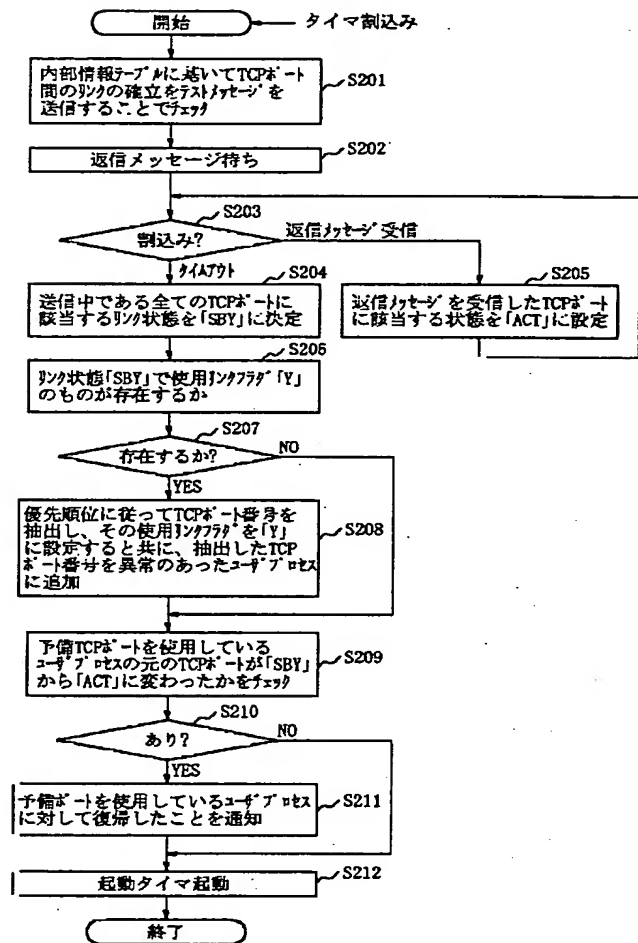 開始
タイマ割込み
内部情報テーブルに基いてTCPポート
間のリンクの確立をテストメッセージを
送信することでチェック
S201
返信メッセージ待ち
S202
割込み?
S203
返信メッセージ受信
タイムアウト
S204
送信中である全てのTCPポートに
該当するリンク状態を「SBY」に決定
S205
返信メッセージを受信したTCPポート
に該当する状態を「ACT」に設定
S206
リンク状態「SBY」で使用リンクフラグ「Y」
のものが存在するか
S207
存在するか?
NO
YES
優先順位に従ってTCPポート番号を
抽出し、その使用リンクフラグを「Y」
に設定すると共に、抽出したTCP
ポート番号を異常のあったユーザプロセス
に追加
S208
予備TCPポートを使用している
ユーザプロセスの元のTCPポートが「SBY」
から「ACT」に変わったかをチェック
S209
S210
あり?
NO
YES
予備ポートを使用しているユーザプロセス
に対して復帰したことを通知
S211
起動タイマ起動
S212
終了